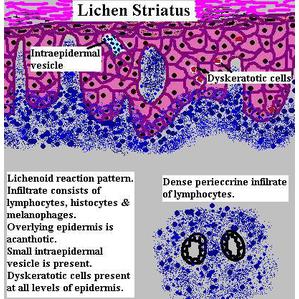 Lichen Striatus
Intraepidermal
vesicle
Dyskeratotic cells
Lichenoid reaction pattern.
Infiltrate consists of
lymphocytes, histocytes &
melanophages.
Overlying epidermis is
acanthotic.
Small intraepidermal
vesicle is present.
Dyskeratotic cells present
at all levels of epidermis.
Dense perieccrine infilrate
of lymphocytes.